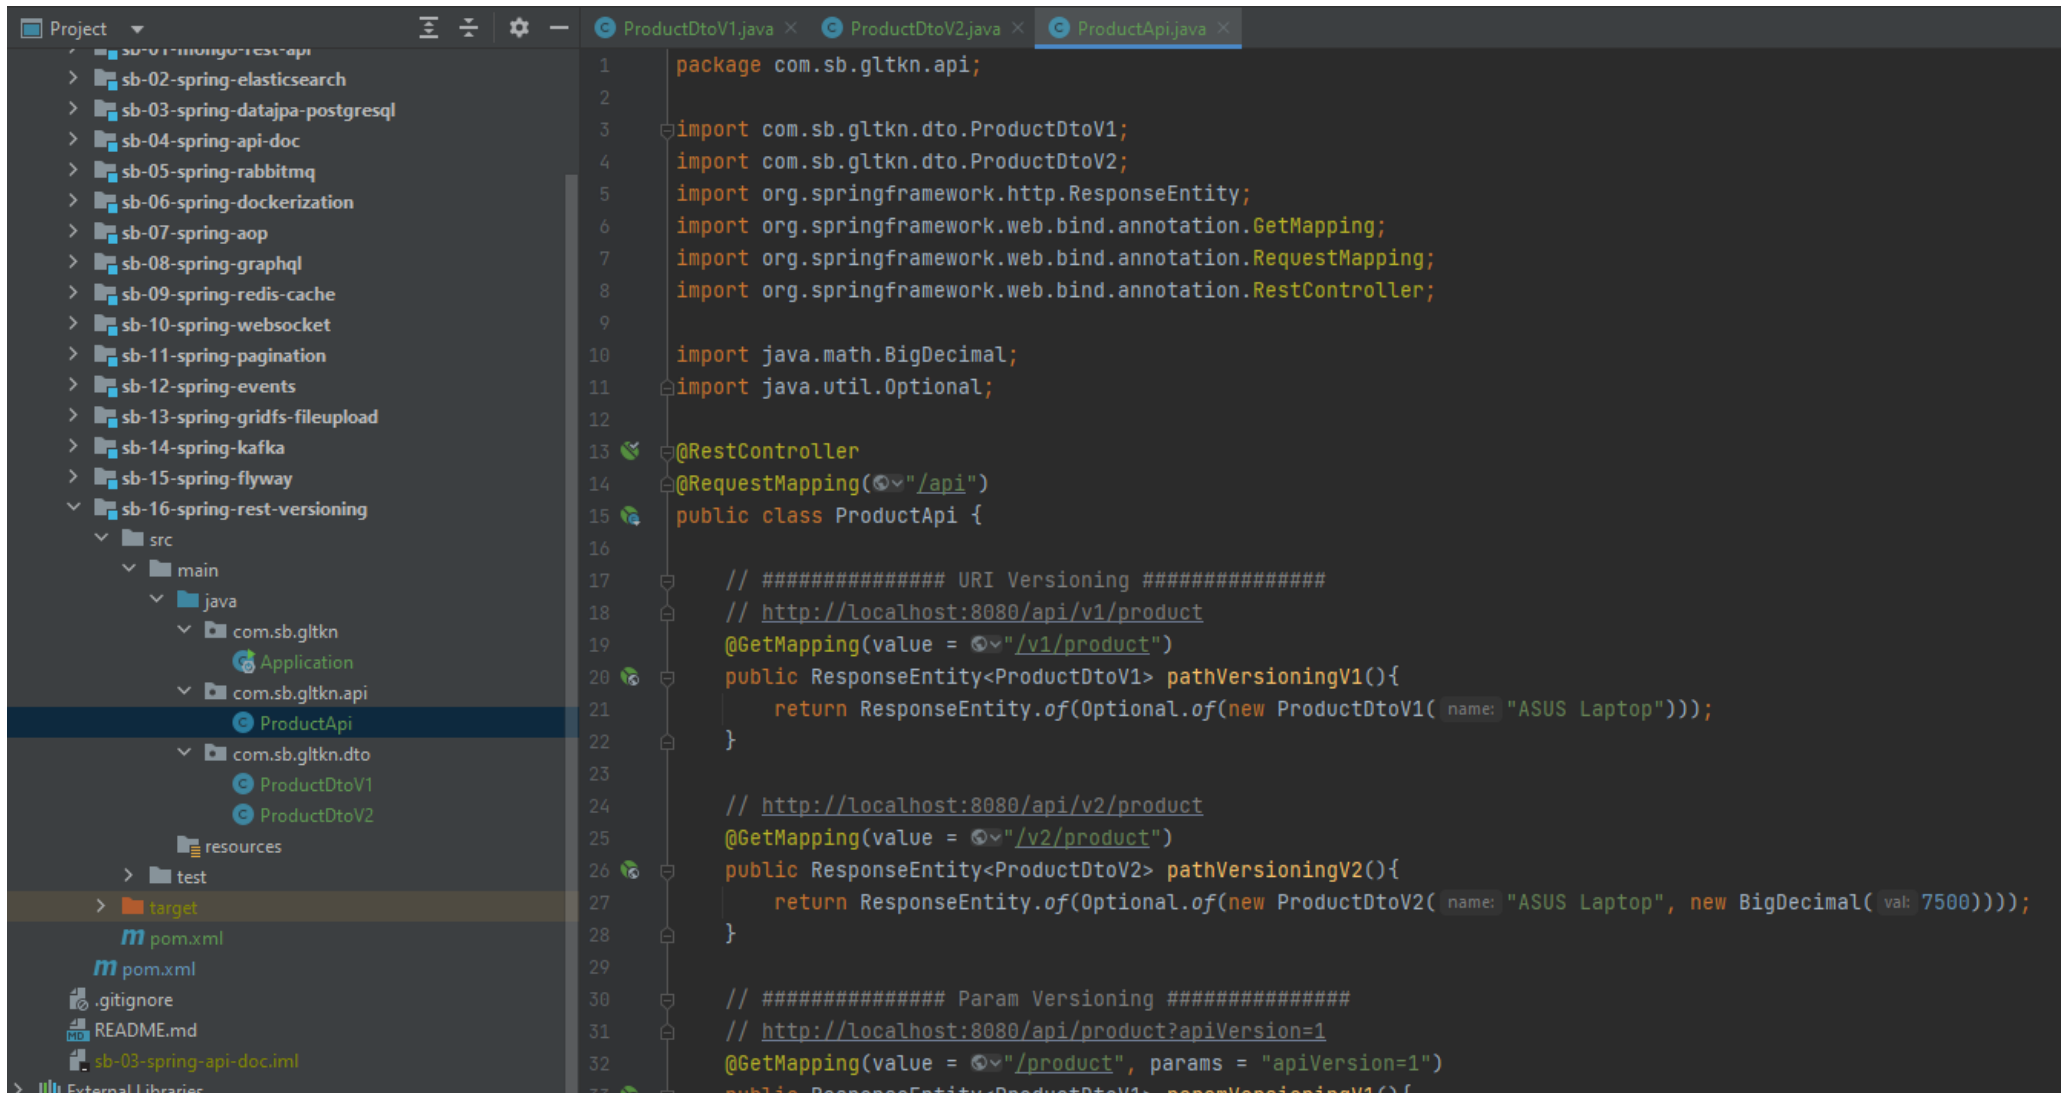 Project
sb-01-mongo-rest-api
sb-02-spring-elasticsearch
sb-03-spring-datajpa-postgresql
sb-04-spring-api-doc
sb-05-spring-rabbitmq
sb-06-spring-dockerization
sb-07-spring-aop
sb-08-spring-graphql
sb-09-spring-redis-cache
sb-10-spring-websocket
sb-11-spring-pagination
sb-12-spring-events
sb-13-spring-gridfs-fileupload
sb-14-spring-kafka
sb-15-spring-flyway
sb-16-spring-rest-versioning
src
main
java
com.sb.gltkn
Application
com.sb.gltkn.api
ProductApi
com.sb.gltkn.dto
ProductDtoV1
ProductDtoV2
resources
test
target
pom.xml
pom.xml
.gitignore
README.md
sb-03-spring-api-doc.iml
External Libraries
ProductDtoV1.java ProductDtoV2.java ProductApi.java
1 package com.sb.gltkn.api;
2
3 import com.sb.gltkn.dto.ProductDtoV1;
4 import com.sb.gltkn.dto.ProductDtoV2;
5 import org.springframework.http.ResponseEntity;
6 import org.springframework.web.bind.annotation.GetMapping;
7 import org.springframework.web.bind.annotation.RequestMapping;
8 import org.springframework.web.bind.annotation.RestController;
9
10 import java.math.BigDecimal;
11 import java.util.Optional;
12
13 @RestController
14 @RequestMapping("/api")
15 public class ProductApi {
16
17 // ############### URI Versioning ###############
18 // http://localhost:8080/api/v1/product
19 @GetMapping(value = "/v1/product")
20 public ResponseEntity<ProductDtoV1> pathVersioningV1(){
21 return ResponseEntity.of(Optional.of(new ProductDtoV1( name: "ASUS Laptop")));
22 }
23
24 // http://localhost:8080/api/v2/product
25 @GetMapping(value = "/v2/product")
26 public ResponseEntity<ProductDtoV2> pathVersioningV2(){
27 return ResponseEntity.of(Optional.of(new ProductDtoV2( name: "ASUS Laptop", new BigDecimal( val: 7500))));
28 }
29
30 // ############### Param Versioning ###############
31 // http://localhost:8080/api/product?apiVersion=1
32 @GetMapping(value = "/product", params = "apiVersion=1")
33 public ResponseEntity<ProductDtoV1> paramVersioningV1(){